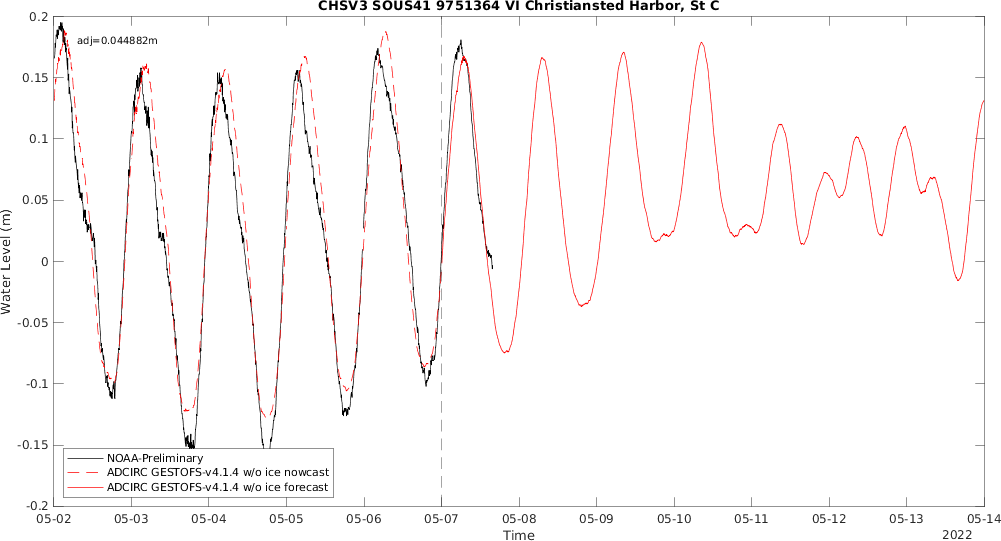 CHSV3 SOUS41 9751364 VI Christiansted Harbor, St C
adj=0.044882m
0.2
0.15
0.1
0.05
0
-0.05
-0.1
-0.15
-0.2
Water Level (m)
NOAA-Preliminary
ADCIRC GESTOFS-v4.1.4 w/o ice nowcast
ADCIRC GESTOFS-v4.1.4 w/o ice forecast
05-02 05-03 05-04 05-05 05-06 05-07 05-08 05-09 05-10 05-11 05-12 05-13 05-14
Time
2022